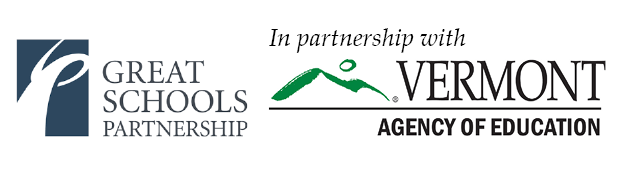 GREAT
SCHOOLS
PARTNERSHIP
In partnership with
VERMONT
AGENCY OF EDUCATION